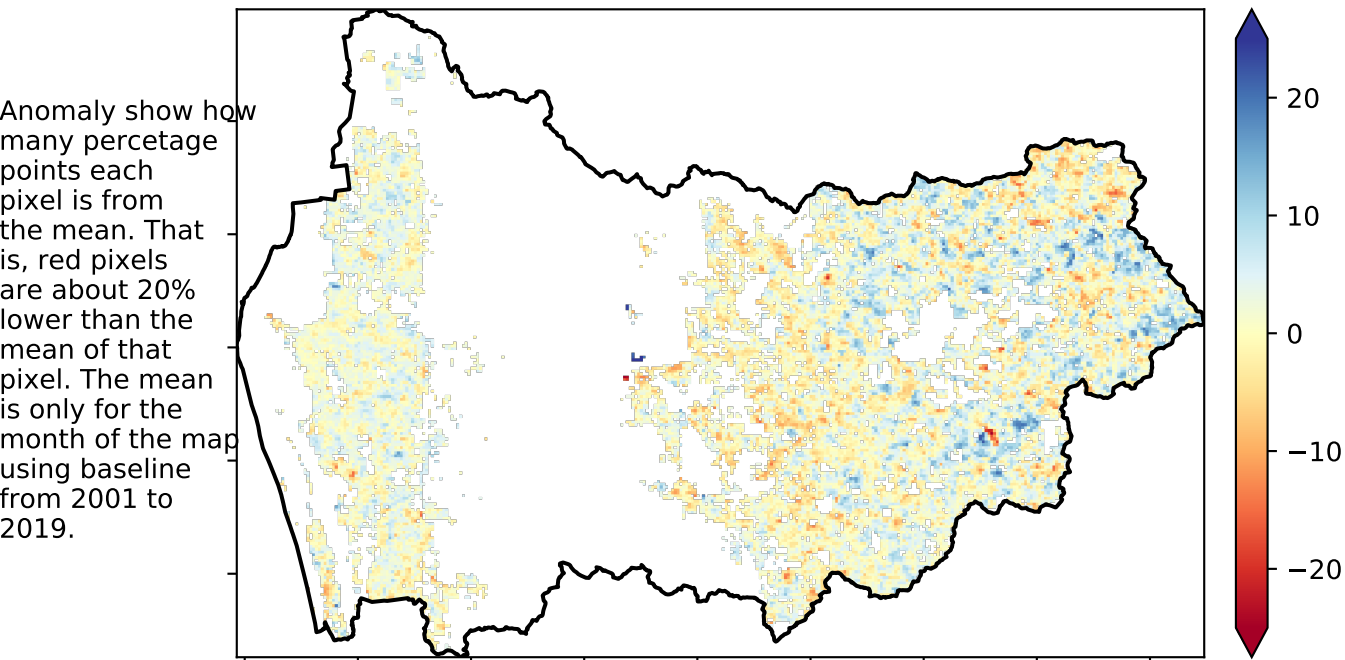 Anomaly show how
many percetage
points each
pixel is from
the mean. That
is, red pixels
are about 20%
lower than the
mean of that
pixel. The mean
is only for the
month of the map
using baseline
from 2001 to
2019.
20
10
0
−10
−20